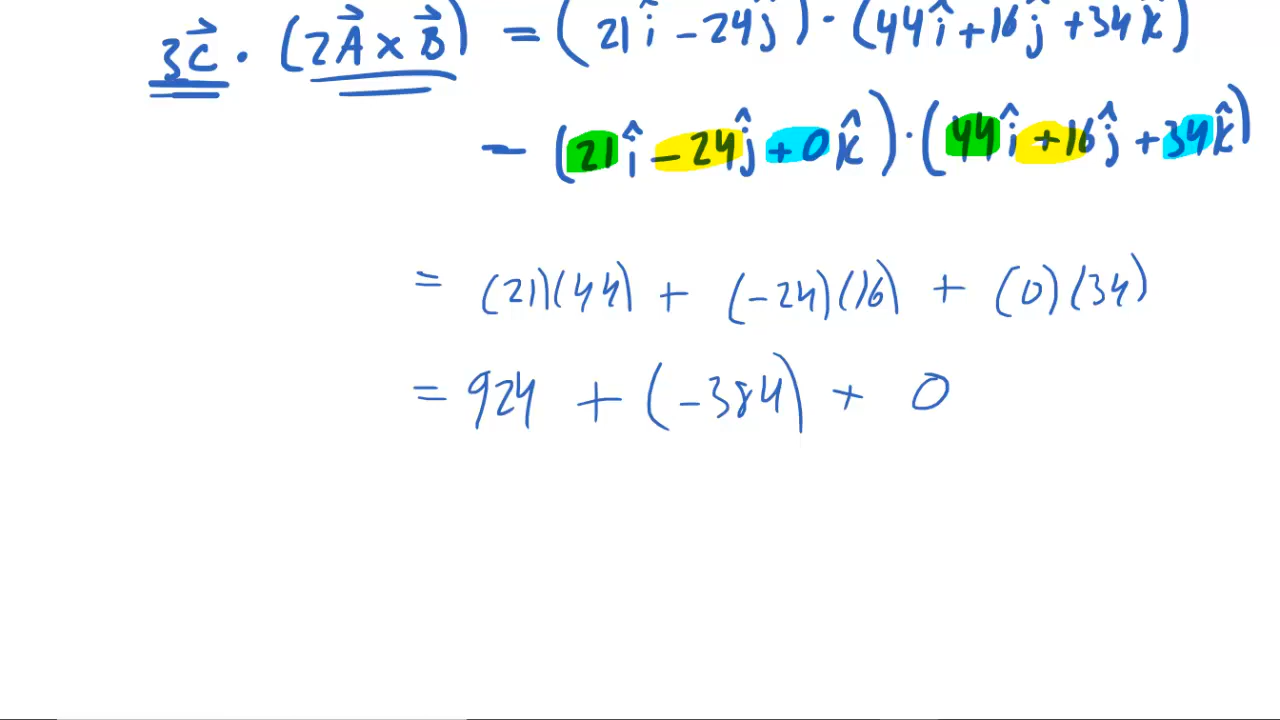 3C⃗ · (2A⃗ × B⃗) = (21î − 24ĵ) · (44î + 16ĵ + 34k̂)
− (21î − 24ĵ + 0k̂) · (44î + 16ĵ + 34k̂)
= (21)(44) + (−24)(16) + (0)(34)
= 924 + (−384) + 0